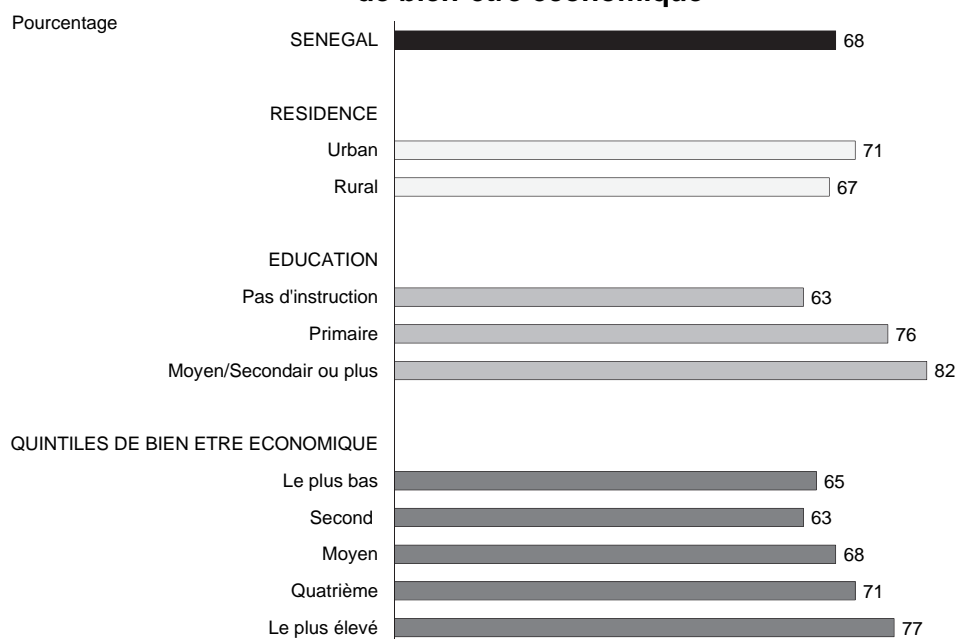 de bien-être économique
Pourcentage
SENEGAL 68
RESIDENCE
Urban 71
Rural 67
EDUCATION
Pas d'instruction 63
Primaire 76
Moyen/Secondair ou plus 82
QUINTILES DE BIEN ETRE ECONOMIQUE
Le plus bas 65
Second 63
Moyen 68
Quatrième 71
Le plus élevé 77